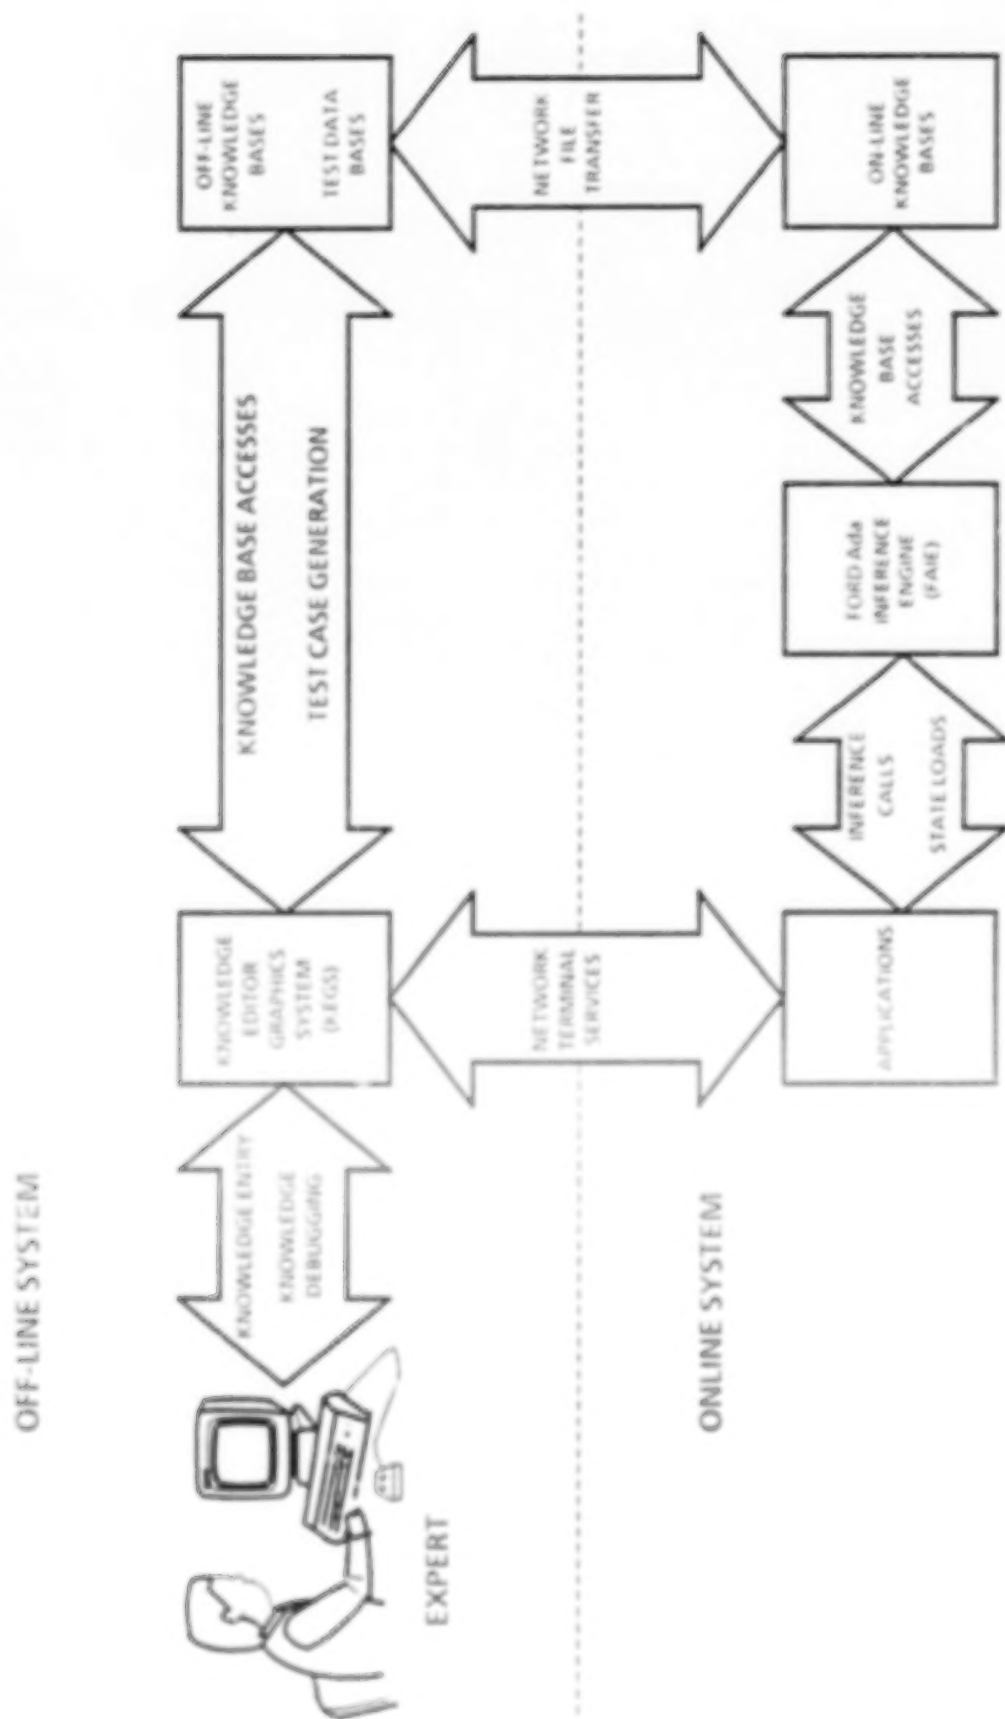 OFF-LINE SYSTEM
EXPERT
KNOWLEDGE ENTRY
KNOWLEDGE
DEBUGGING
KNOWLEDGE
EDITOR
GRAPHICS
SYSTEM
(KEGS)
KNOWLEDGE BASE ACCESSES
TEST CASE GENERATION
OFF-LINE
KNOWLEDGE
BASES
TEST DATA
BASES
NETWORK
TERMINAL
SERVICES
NETWORK
FILE
TRANSFER
ONLINE SYSTEM
APPLICATIONS
INFERENCE
CALLS
STATE LOADS
FORD Ada
INFERENCE
ENGINE
(FAIE)
KNOWLEDGE
BASE
ACCESSES
ON-LINE
KNOWLEDGE
BASES